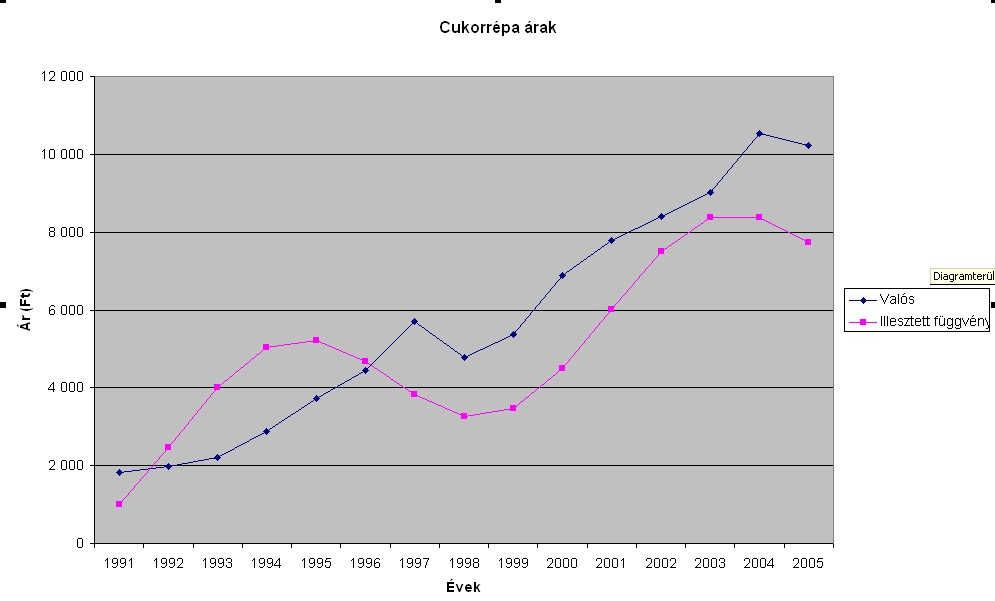 Cukorrépa árak
12 000
10 000
8 000
6 000
4 000
2 000
0
Ár (Ft)
1991 1992 1993 1994 1995 1996 1997 1998 1999 2000 2001 2002 2003 2004 2005
Évek
Diagramterül
Valós
Illesztett függvény